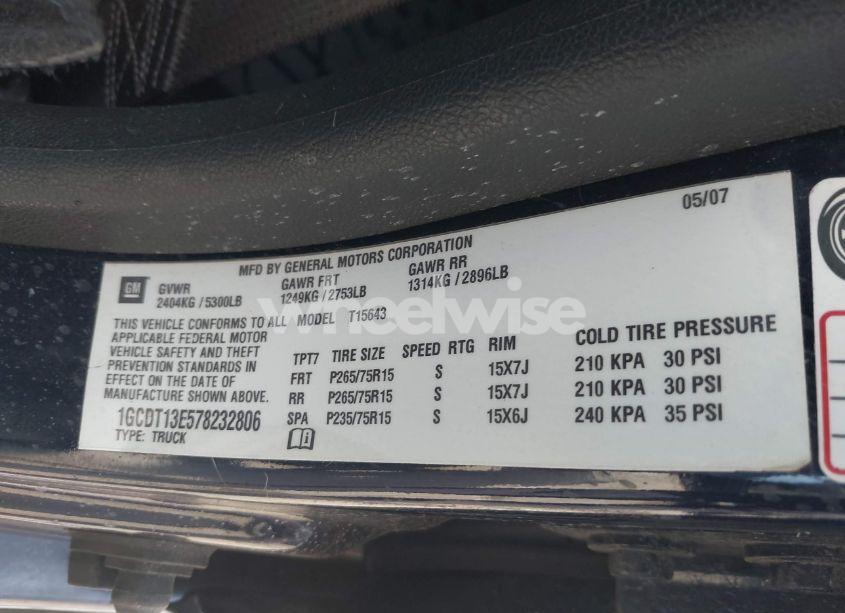 05/07
MFD BY GENERAL MOTORS CORPORATION
GM GVWR GAWR FRT GAWR RR
2404KG / 5300LB 1249KG / 2753LB 1314KG / 2896LB
THIS VEHICLE CONFORMS TO ALL MODEL T15643
APPLICABLE FEDERAL MOTOR
VEHICLE SAFETY AND THEFT
PREVENTION STANDARDS IN
EFFECT ON THE DATE OF
MANUFACTURE SHOWN ABOVE.
1GCDT13E578232806
TYPE: TRUCK
TPT7 TIRE SIZE SPEED RTG RIM COLD TIRE PRESSURE
FRT P265/75R15 S 15X7J 210 KPA 30 PSI
RR P265/75R15 S 15X7J 210 KPA 30 PSI
SPA P235/75R15 S 15X6J 240 KPA 35 PSI
wheelwise